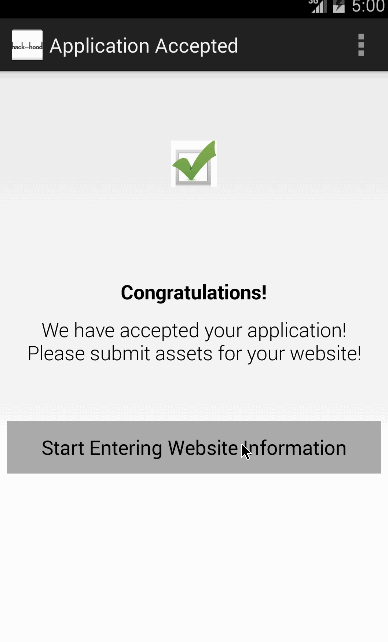 3G 5:00
hack-hood Application Accepted
Congratulations!
We have accepted your application!
Please submit assets for your website!
Start Entering Website Information